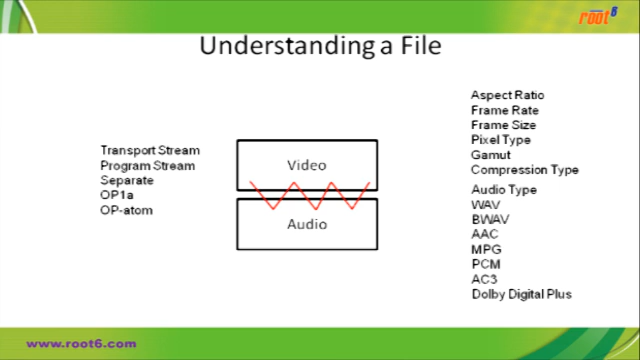 root6
Understanding a File
Transport Stream
Program Stream
Separate
OP1a
OP-atom
Video
Audio
Aspect Ratio
Frame Rate
Frame Size
Pixel Type
Gamut
Compression Type
Audio Type
WAV
BWAV
AAC
MPG
PCM
AC3
Dolby Digital Plus
www.root6.com